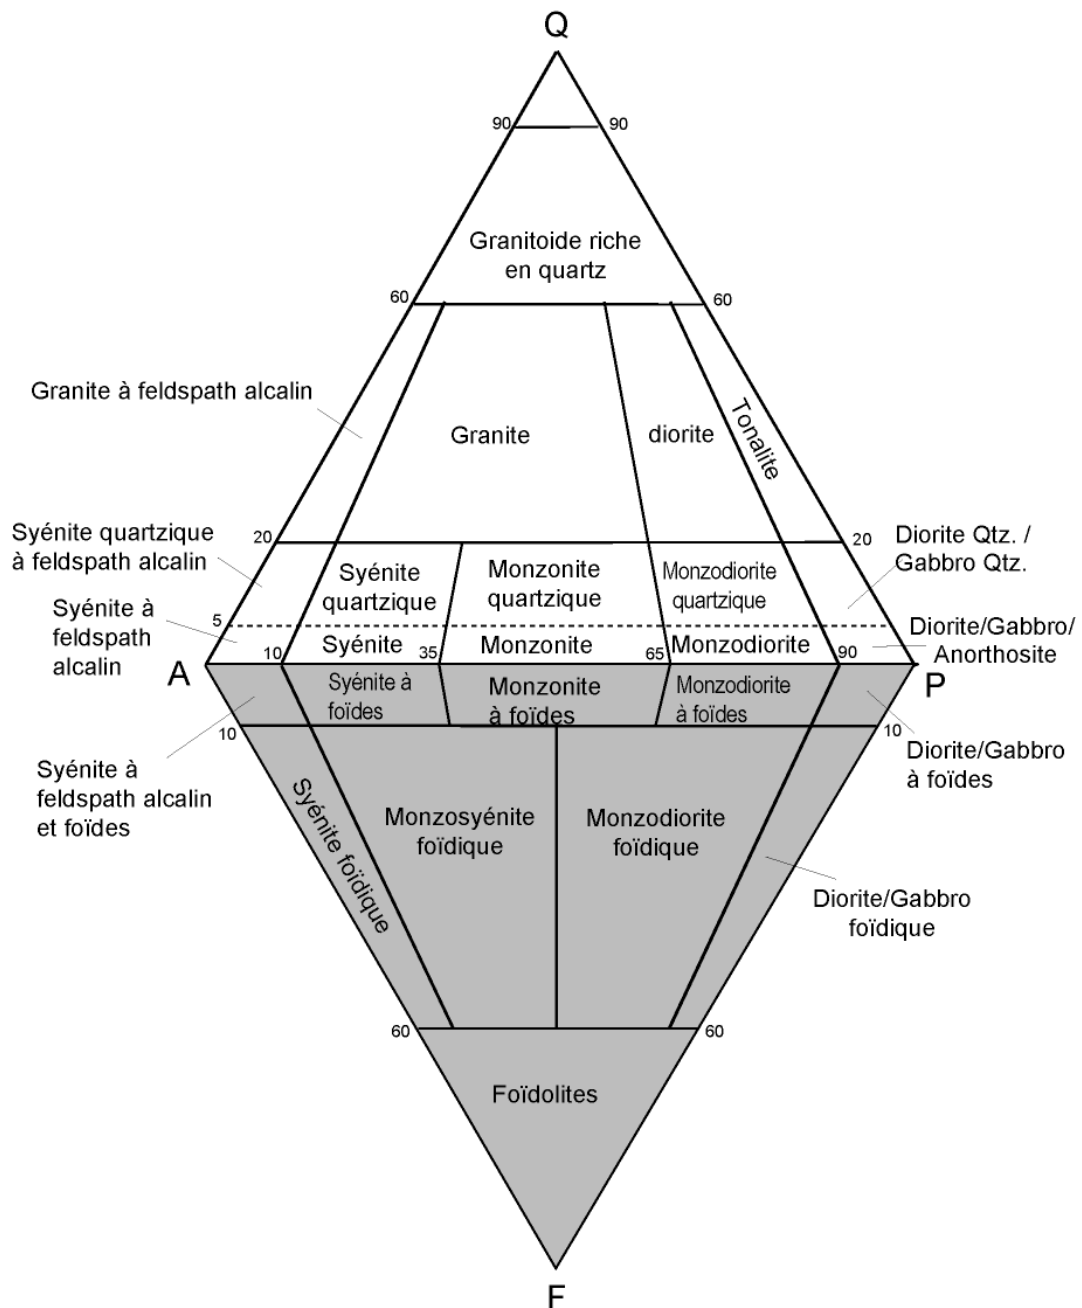 Q
90
90
Granitoide riche
en quartz
60
60
Granite à feldspath alcalin
Granite
diorite
Tonalite
20
20
Syénite quartzique
à feldspath alcalin
Diorite Qtz. /
Gabbro Qtz.
Syénite
quartzique
Monzonite
quartzique
Monzodiorite
quartzique
Syénite à
feldspath
alcalin
5
Diorite/Gabbro/
Anorthosite
Syénite
Monzonite
Monzodiorite
10
35
65
90
A
P
Syénite à
foïdes
Monzonite
à foïdes
Monzodiorite
à foïdes
10
10
Syénite à
feldspath alcalin
et foïdes
Diorite/Gabbro
à foïdes
Syénite foïdique
Monzosyénite
foïdique
Monzodiorite
foïdique
Diorite/Gabbro
foïdique
60
60
Foïdolites
F